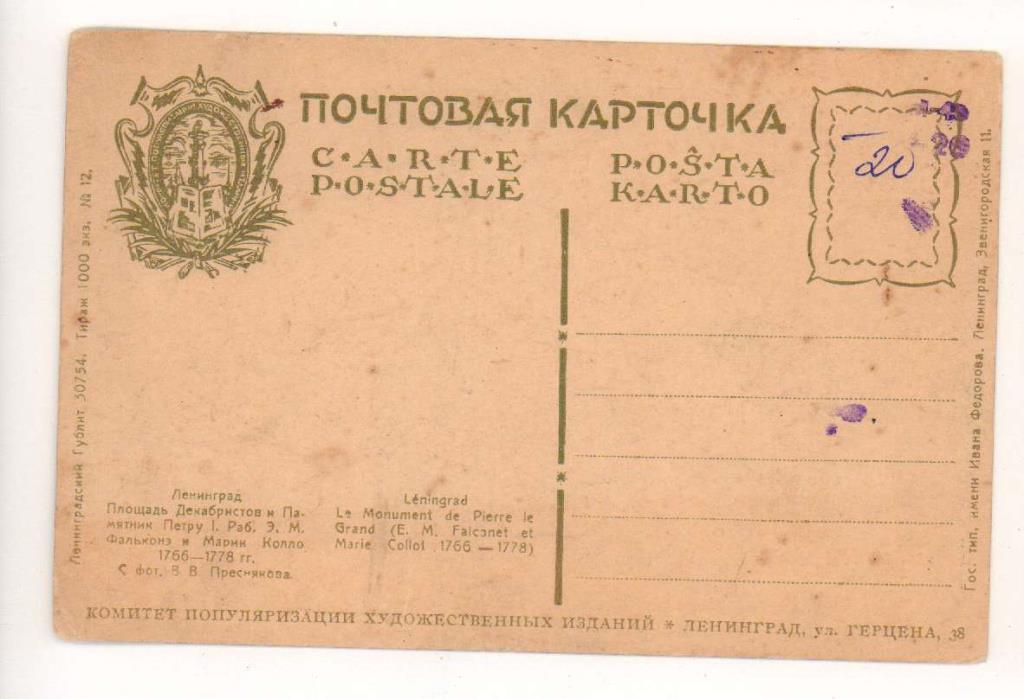 ПОЧТОВАЯ КАРТОЧКА
C·A·R·T·E
P·O·S·T·A·L·E
P·O·Ŝ·T·A
K·A·R·T·O
20
Ленинградский Гублит 30754. Тираж 1000 экз. № 12.
Ленинград
Площадь Декабристов и Па-
мятник Петру I. Раб. Э. М.
Фальконэ и Марии Колло
1766—1778 гг.
С фот. В. В. Преснякова.
Léningrad
Le Monument de Pierre le
Grand (E. M. Falconet et
Marie Collot 1766 — 1778)
Гос. тип. имени Ивана Федорова. Ленинград, Звенигородская 11.
КОМИТЕТ ПОПУЛЯРИЗАЦИИ ХУДОЖЕСТВЕННЫХ ИЗДАНИЙ * ЛЕНИНГРАД, ул. ГЕРЦЕНА, 38